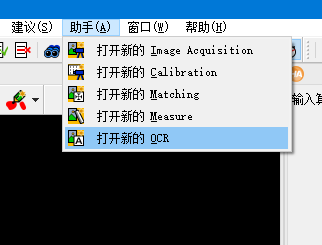 建议(S) 助手(A) 窗口(W) 帮助(H)
打开新的 Image Acquisition
打开新的 Calibration
打开新的 Matching
打开新的 Measure
打开新的 OCR
输入算